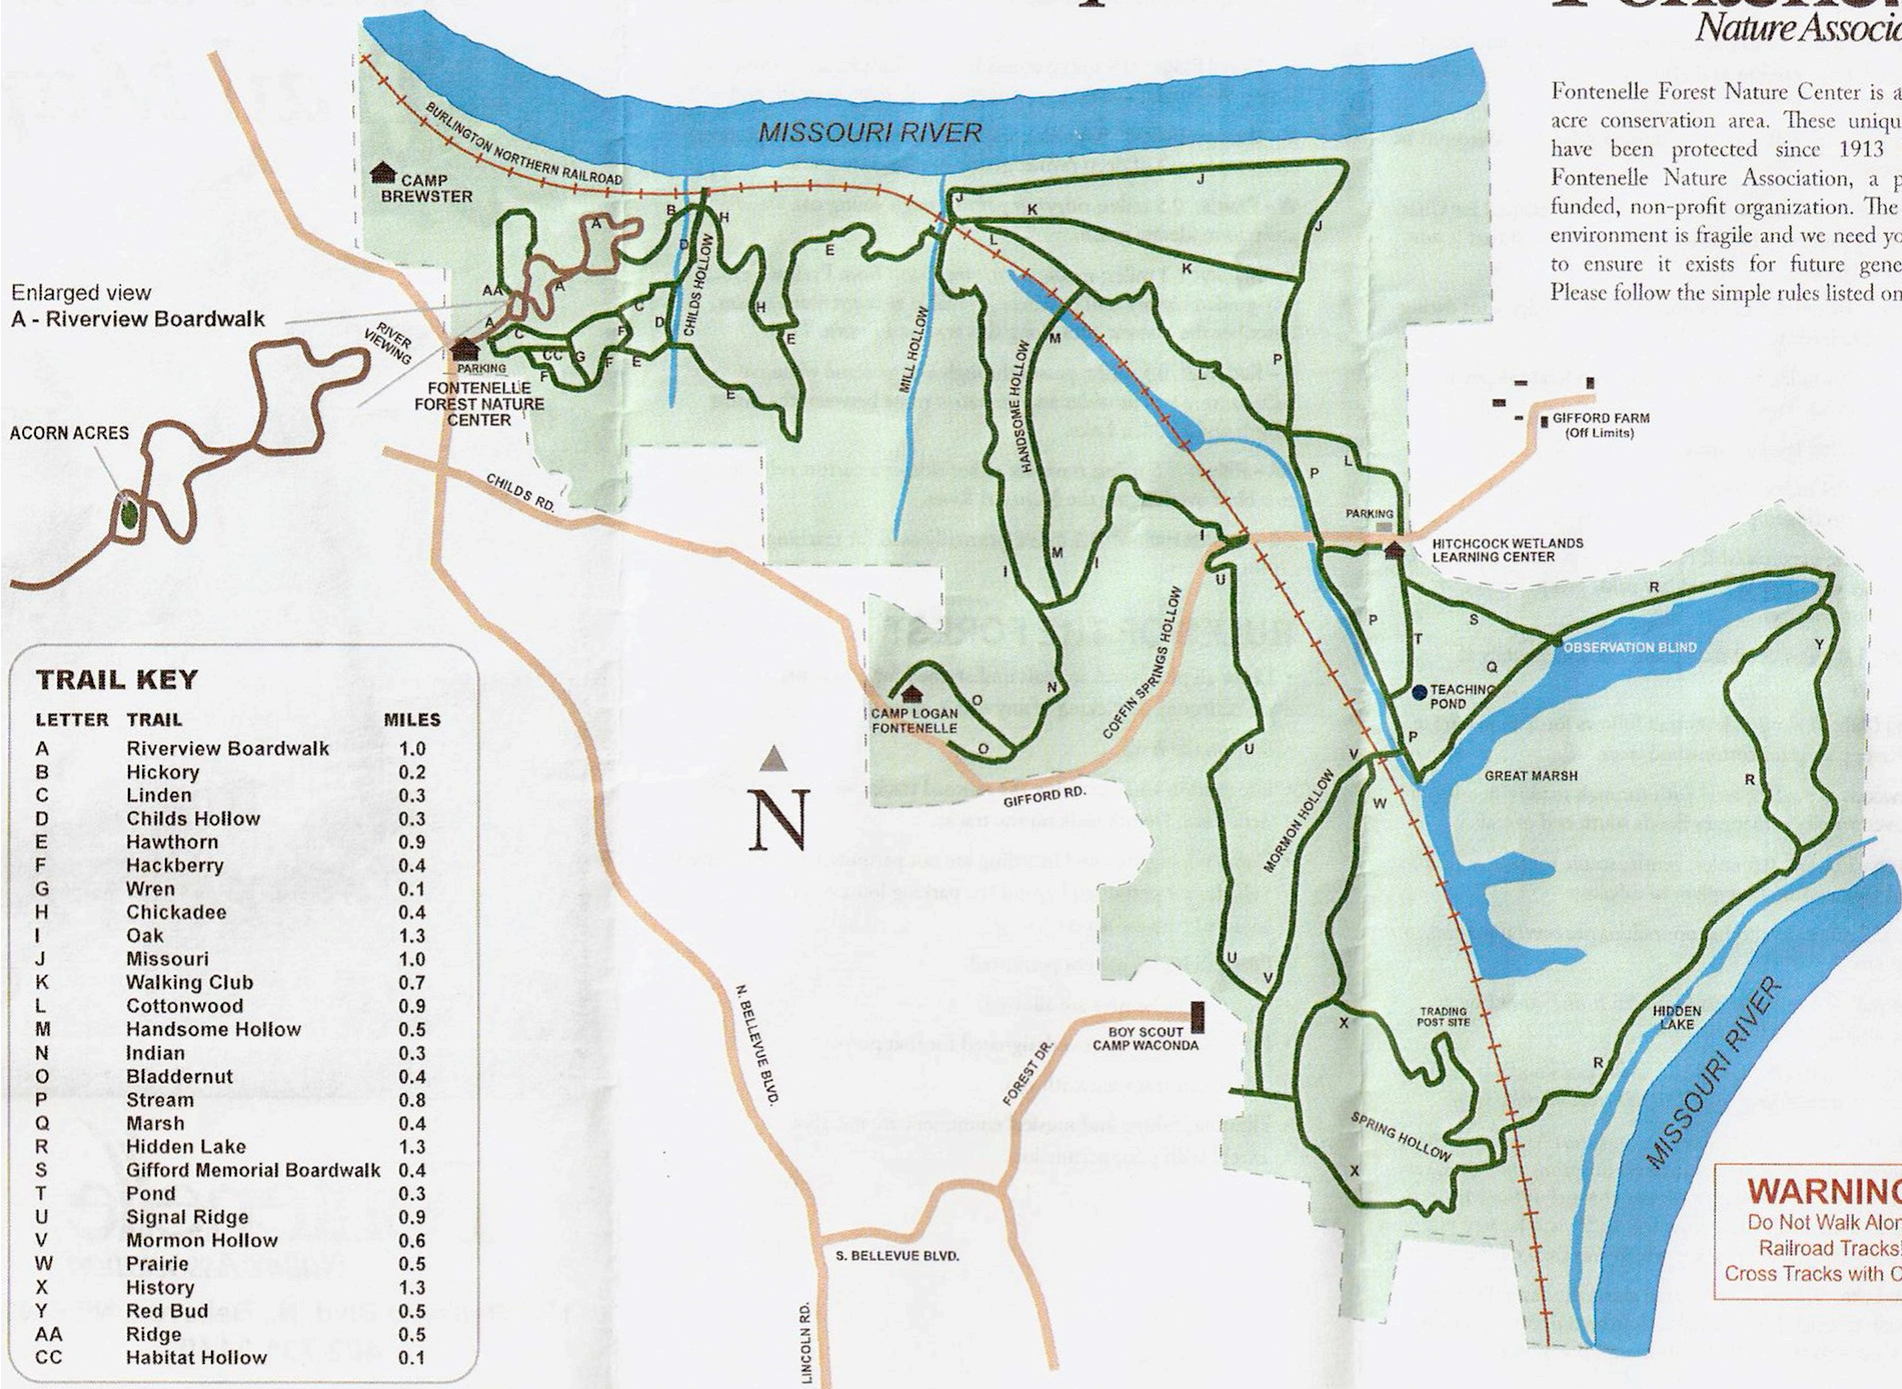 Nature
Fontenelle Forest Nature Center is a
acre conservation area. These
have been protected since 1913
Fontenelle Nature Association, a
funded, non-profit organization. The
environment is fragile and we need
to ensure it exists for future
Please follow the simple rules listed
MISSOURI RIVER
BURLINGTON NORTHERN RAILROAD
CAMP
BREWSTER
Enlarged view
A - Riverview Boardwalk
RIVER
VIEWING
ACORN ACRES
PARKING
FONTENELLE
FOREST NATURE
CENTER
A
A
A
AA
B
C
C
CC
D
D
E
E
E
E
F
F
F
G
H
H
CHILDS HOLLOW
MILL HOLLOW
HANDSOME HOLLOW
J
J
J
K
K
L
L
L
M
M
I
I
I
N
O
O
P
P
P
P
GIFFORD FARM
(Off Limits)
PARKING
HITCHCOCK WETLANDS
LEARNING CENTER
CHILDS RD.
CAMP LOGAN
FONTENELLE
COFFIN SPRINGS HOLLOW
GIFFORD RD.
N
R
S
T
Q
Y
R
R
OBSERVATION BLIND
TEACHING
POND
GREAT MARSH
U
U
U
V
V
W
X
X
MORMON HOLLOW
TRADING
POST SITE
SPRING HOLLOW
HIDDEN
LAKE
MISSOURI RIVER
BOY SCOUT
CAMP WACONDA
FOREST DR.
N. BELLEVUE BLVD.
S. BELLEVUE BLVD.
LINCOLN RD.
TRAIL KEY
LETTER TRAIL MILES
A Riverview Boardwalk 1.0
B Hickory 0.2
C Linden 0.3
D Childs Hollow 0.3
E Hawthorn 0.9
F Hackberry 0.4
G Wren 0.1
H Chickadee 0.4
I Oak 1.3
J Missouri 1.0
K Walking Club 0.7
L Cottonwood 0.9
M Handsome Hollow 0.5
N Indian 0.3
O Bladdernut 0.4
P Stream 0.8
Q Marsh 0.4
R Hidden Lake 1.3
S Gifford Memorial Boardwalk 0.4
T Pond 0.3
U Signal Ridge 0.9
V Mormon Hollow 0.6
W Prairie 0.5
X History 1.3
Y Red Bud 0.5
AA Ridge 0.5
CC Habitat Hollow 0.1
WARNING
Do Not Walk
Railroad Tracks
Cross Tracks with